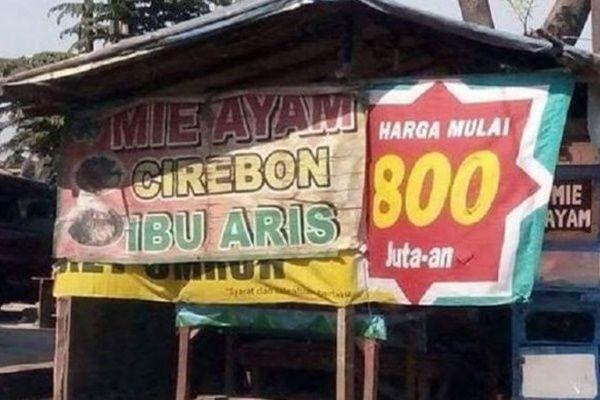 MIE AYAM
CIREBON
IBU ARIS
HARGA MULAI
800
Juta-an
MIE
AYAM